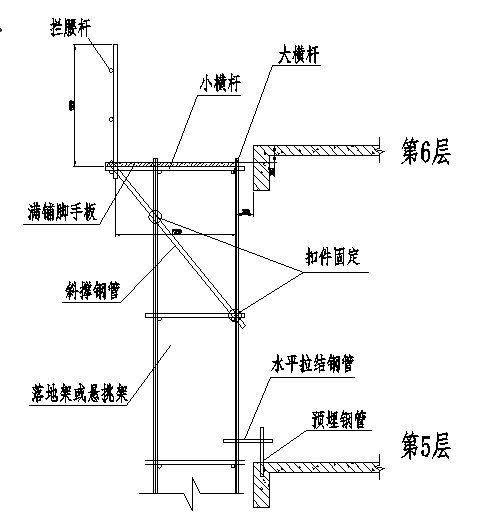 拦腰杆
大横杆
小横杆
第6层
满铺脚手板
扣件固定
斜撑钢管
水平拉结钢管
落地架或悬挑架
预埋钢管
第5层